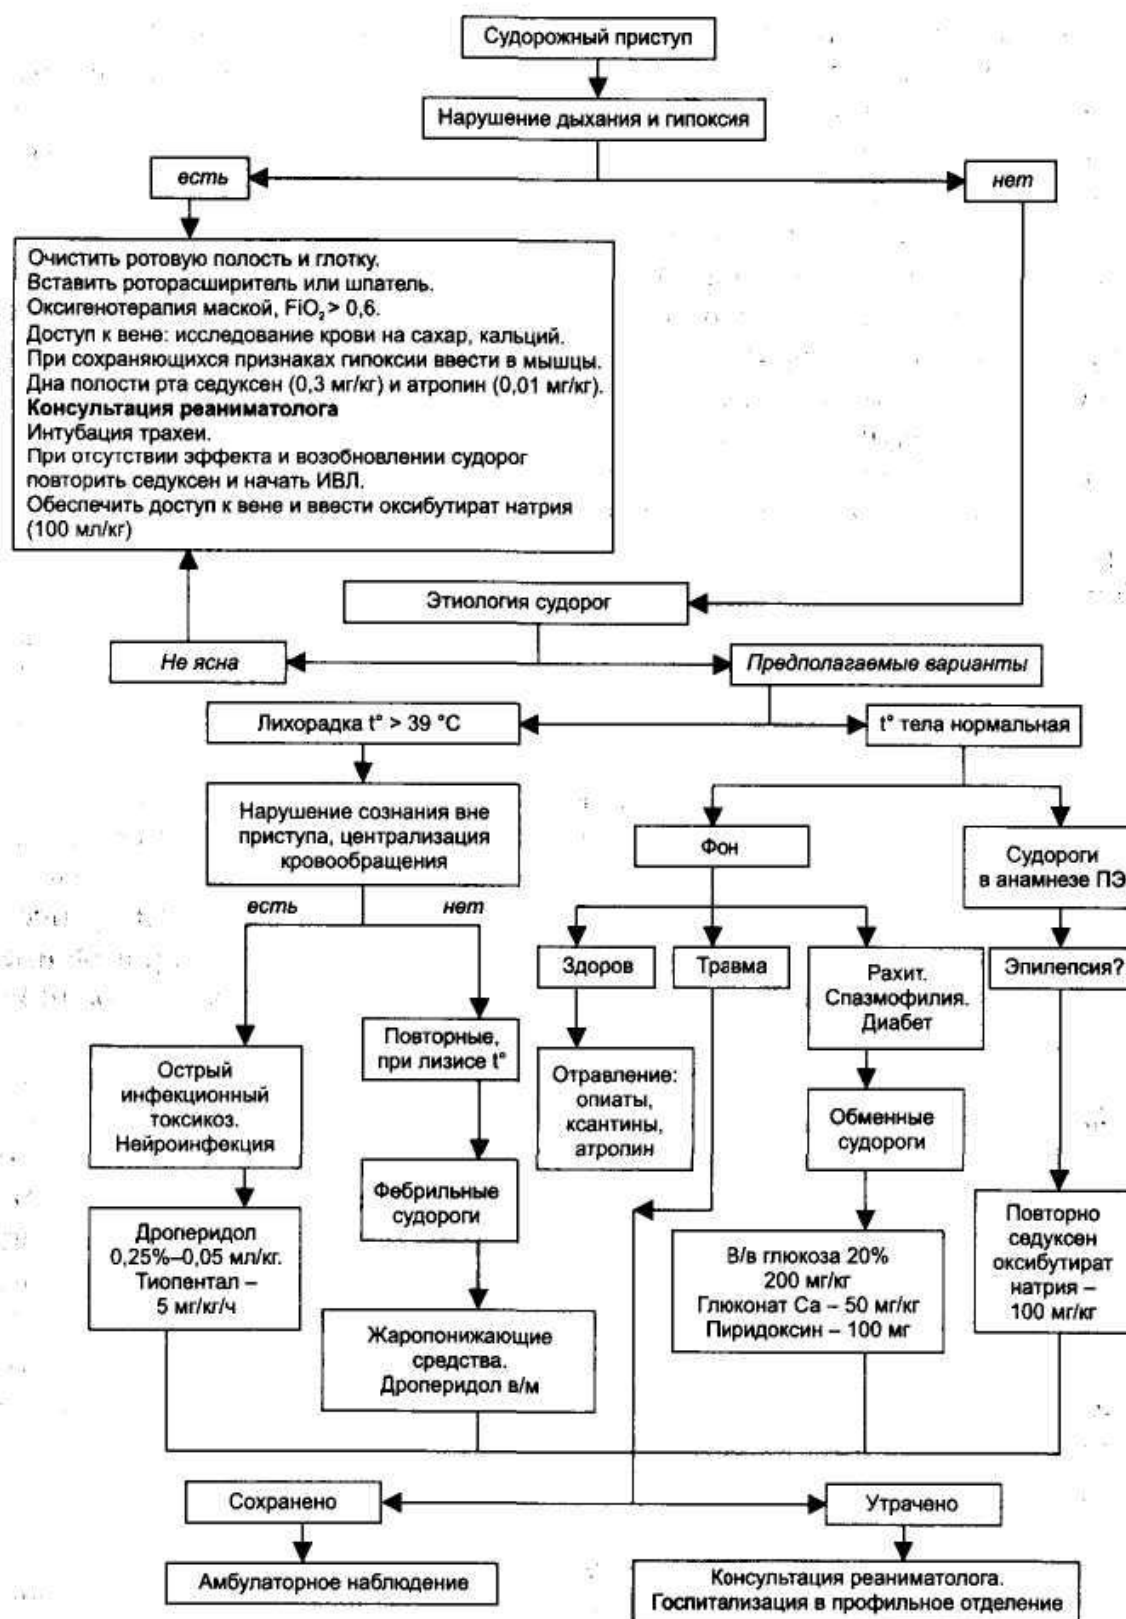 Судорожный приступ
Нарушение дыхания и гипоксия
есть
нет
Очистить ротовую полость и глотку.
Вставить роторасширитель или шпатель.
Оксигенотерапия маской, FiO₂ > 0,6.
Доступ к вене: исследование крови на сахар, кальций.
При сохраняющихся признаках гипоксии ввести в мышцы.
Дна полости рта седуксен (0,3 мг/кг) и атропин (0,01 мг/кг).
Консультация реаниматолога
Интубация трахеи.
При отсутствии эффекта и возобновлении судорог
повторить седуксен и начать ИВЛ.
Обеспечить доступ к вене и ввести оксибутират натрия
(100 мл/кг)
Этиология судорог
Не ясна
Предполагаемые варианты
Лихорадка t° > 39 °C
t° тела нормальная
Нарушение сознания вне
приступа, централизация
кровообращения
Фон
Судороги
в анамнезе ПЭ
есть
нет
Здоров
Травма
Рахит.
Спазмофилия.
Диабет
Эпилепсия?
Повторные,
при лизисе t°
Острый
инфекционный
токсикоз.
Нейроинфекция
Отравление:
опиаты,
ксантины,
атропин
Обменные
судороги
Фебрильные
судороги
Дроперидол
0,25%–0,05 мл/кг.
Тиопентал –
5 мг/кг/ч
В/в глюкоза 20%
200 мг/кг
Глюконат Ca – 50 мг/кг
Пиридоксин – 100 мг
Повторно
седуксен
оксибутират
натрия –
100 мг/кг
Жаропонижающие
средства.
Дроперидол в/м
Сохранено
Утрачено
Амбулаторное наблюдение
Консультация реаниматолога.
Госпитализация в профильное отделение